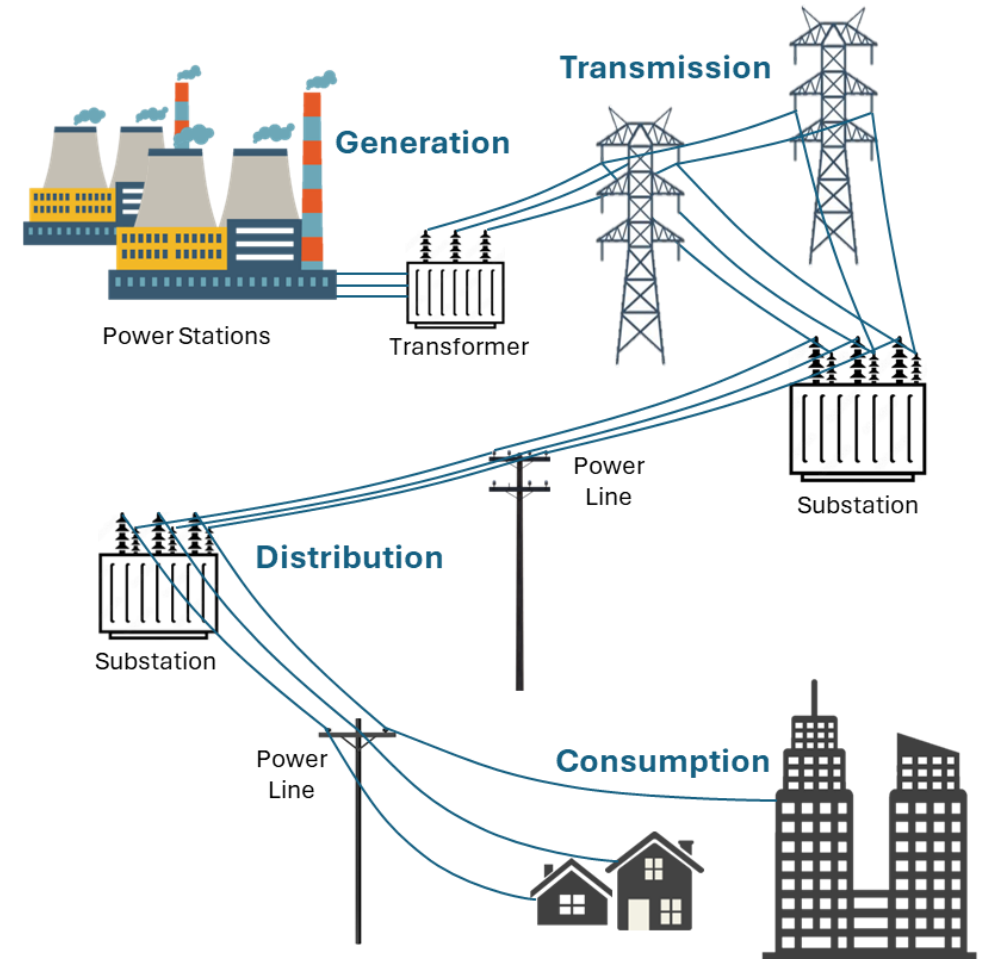 Transmission
Generation
Power Stations
Transformer
Power
Line
Substation
Distribution
Substation
Power
Line
Consumption